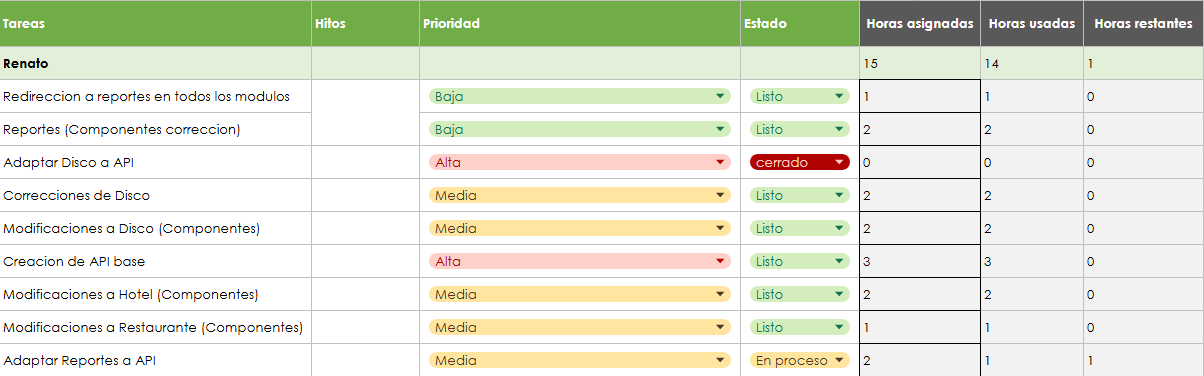 Tareas Hitos Prioridad Estado Horas asignadas Horas usadas Horas restantes
Renato 15 14 1
Redireccion a reportes en todos los modulos Baja Listo 1 1 0
Reportes (Componentes correccion) Baja Listo 2 2 0
Adaptar Disco a API Alta cerrado 0 0 0
Correcciones de Disco Media Listo 2 2 0
Modificaciones a Disco (Componentes) Media Listo 2 2 0
Creacion de API base Alta Listo 3 3 0
Modificaciones a Hotel (Componentes) Media Listo 2 2 0
Modificaciones a Restaurante (Componentes) Media Listo 1 1 0
Adaptar Reportes a API Media En proceso 2 1 1